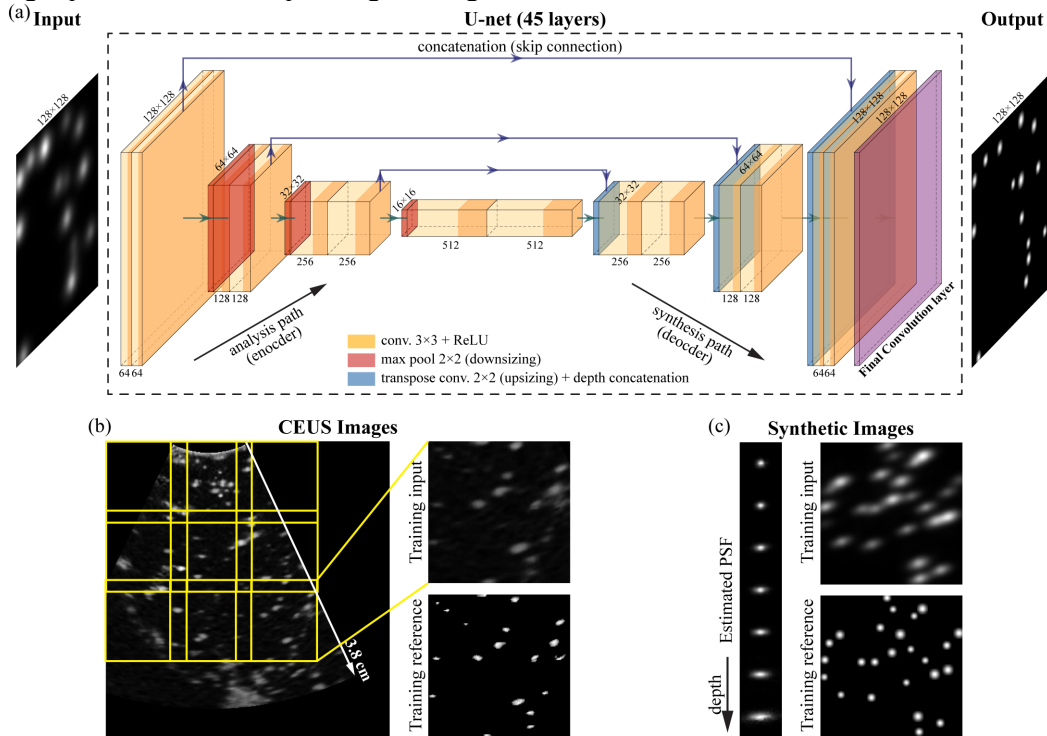 (a)
Input
U-net (45 layers)
Output
concatenation (skip connection)
128×128
128×128
64×64
32×32
16×16
32×32
64×64
128×128
128×128
128×128
64 64
128 128
256 256
512 512
256 256
128 128
64 64
analysis path
(enocder)
synthesis path
(deocder)
Final Convolution layer
conv. 3×3 + ReLU
max pool 2×2 (downsizing)
transpose conv. 2×2 (upsizing) + depth concatenation
(b)
CEUS Images
3.8 cm
Training input
Training reference
(c)
Synthetic Images
Estimated PSF
depth
Training input
Training reference